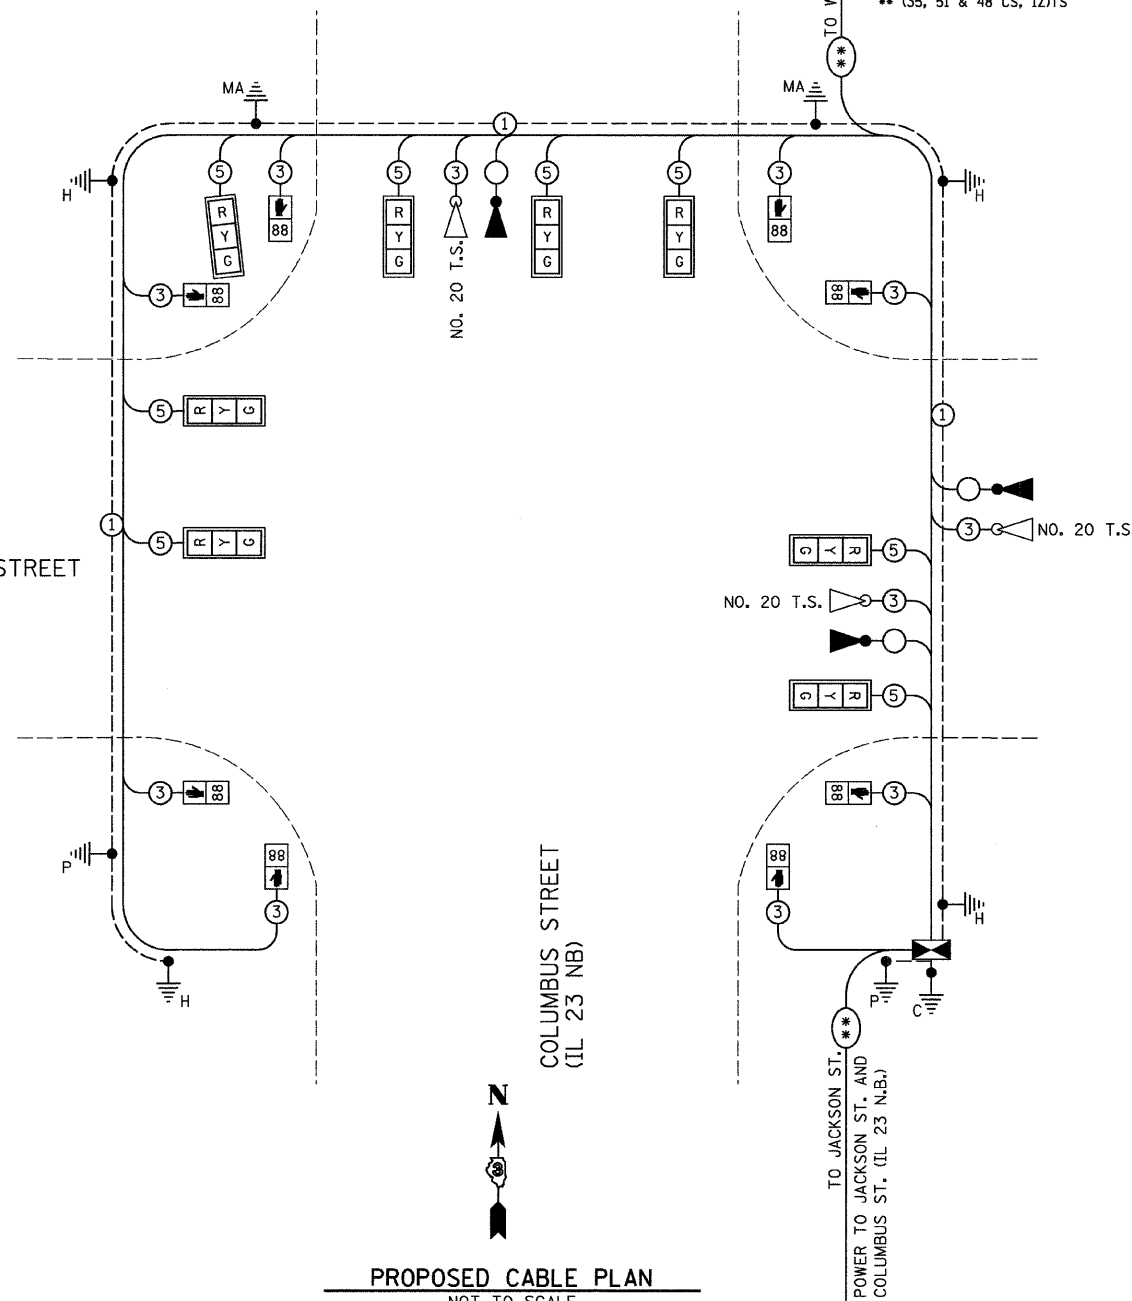 ** (35, 51 & 48 CS, 12)TS
TO
**
MA
MA
1
H
H
5
3
5
3
5
5
3
R
Y
G
88
R
Y
G
NO. 20 T.S.
R
Y
G
R
Y
G
88
3
88
88
3
5
R Y G
1
1
5
R Y G
STREET
3
NO. 20 T.S
R Y G
5
NO. 20 T.S.
3
R Y G
5
3
88
88
3
P
88
3
88
3
H
H
P
C
**
COLUMBUS STREET
(IL 23 NB)
TO JACKSON ST.
POWER TO JACKSON ST. AND
COLUMBUS ST. (IL 23 N.B.)
N
3
PROPOSED CABLE PLAN
NOT TO SCALE